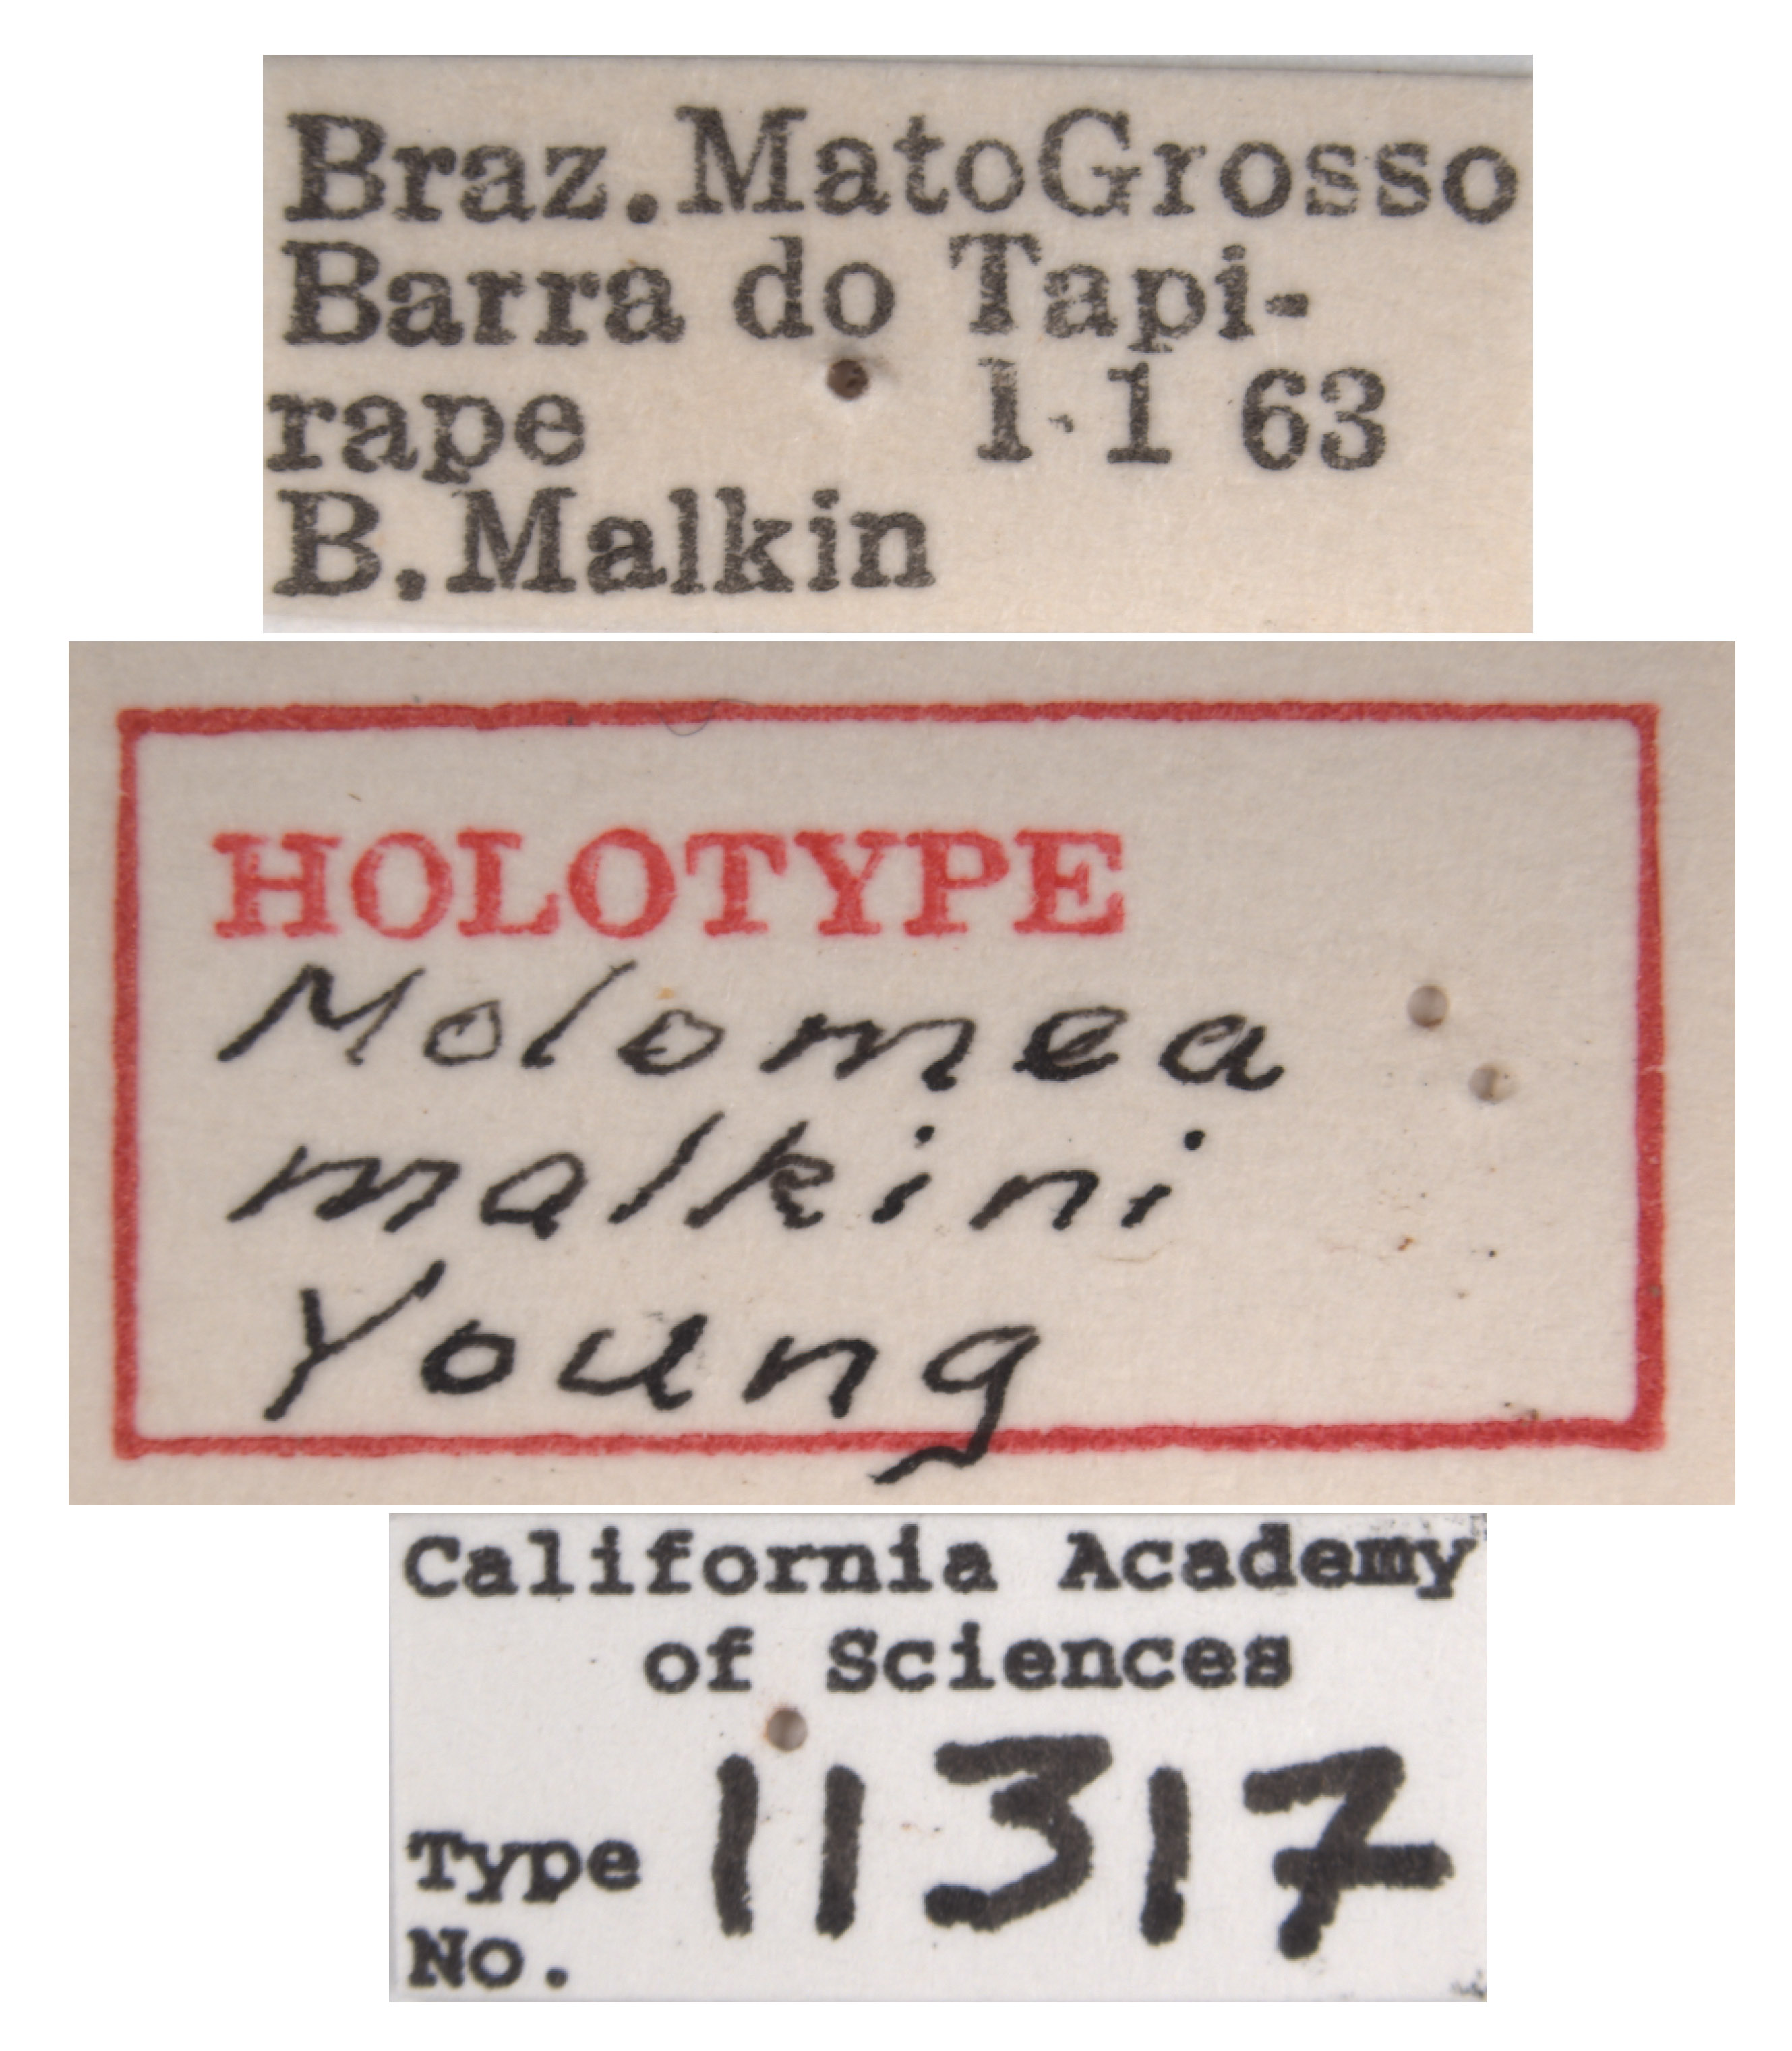 Braz.MatoGrosso
Barra do Tapi-
rape 1-1 63
B.Malkin
HOLOTYPE
Molomea
malkini
Young
California Academy
of Sciences
Type
No. 11317